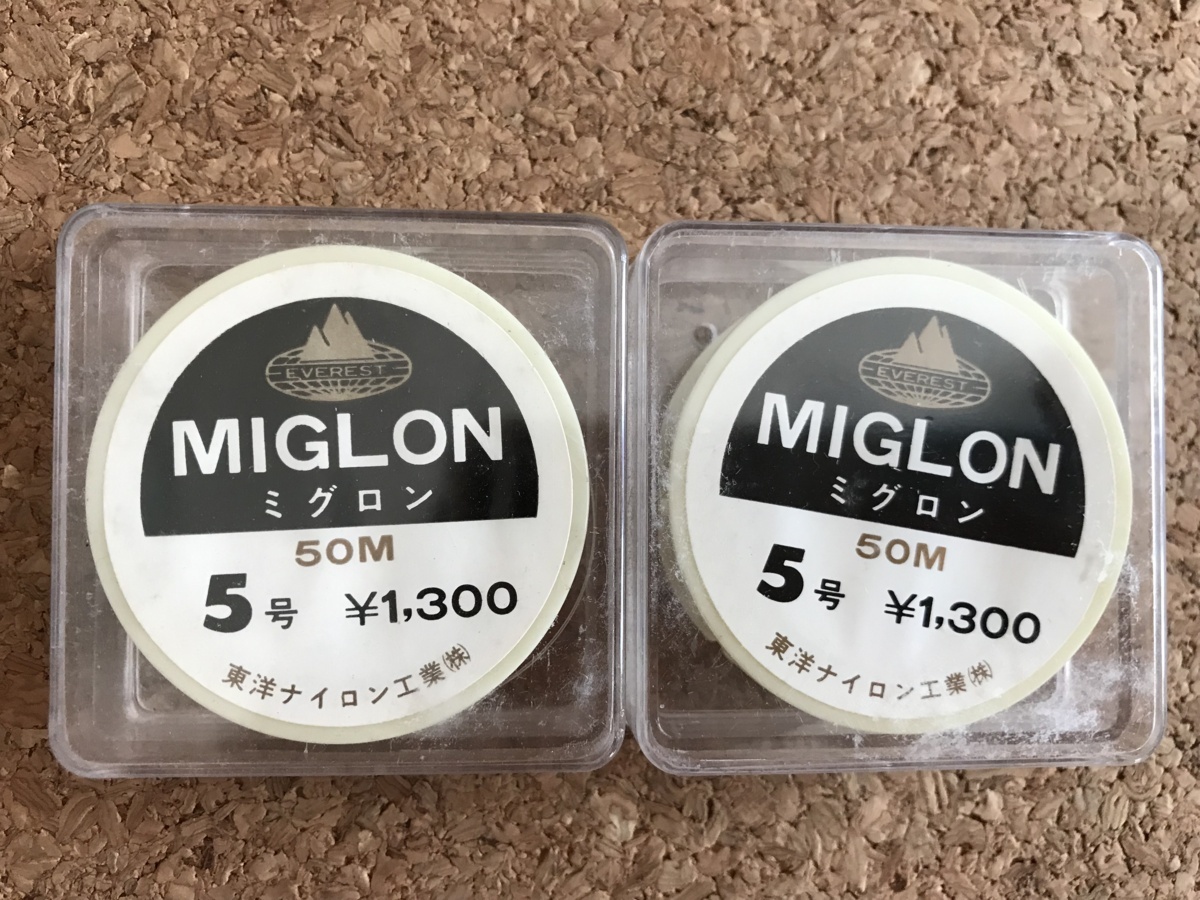 EVEREST
MIGLON
ミグロン
50M
5号 ¥1,300
東洋ナイロン工業㈱
EVEREST
MIGLON
ミグロン
50M
5号 ¥1,300
東洋ナイロン工業㈱